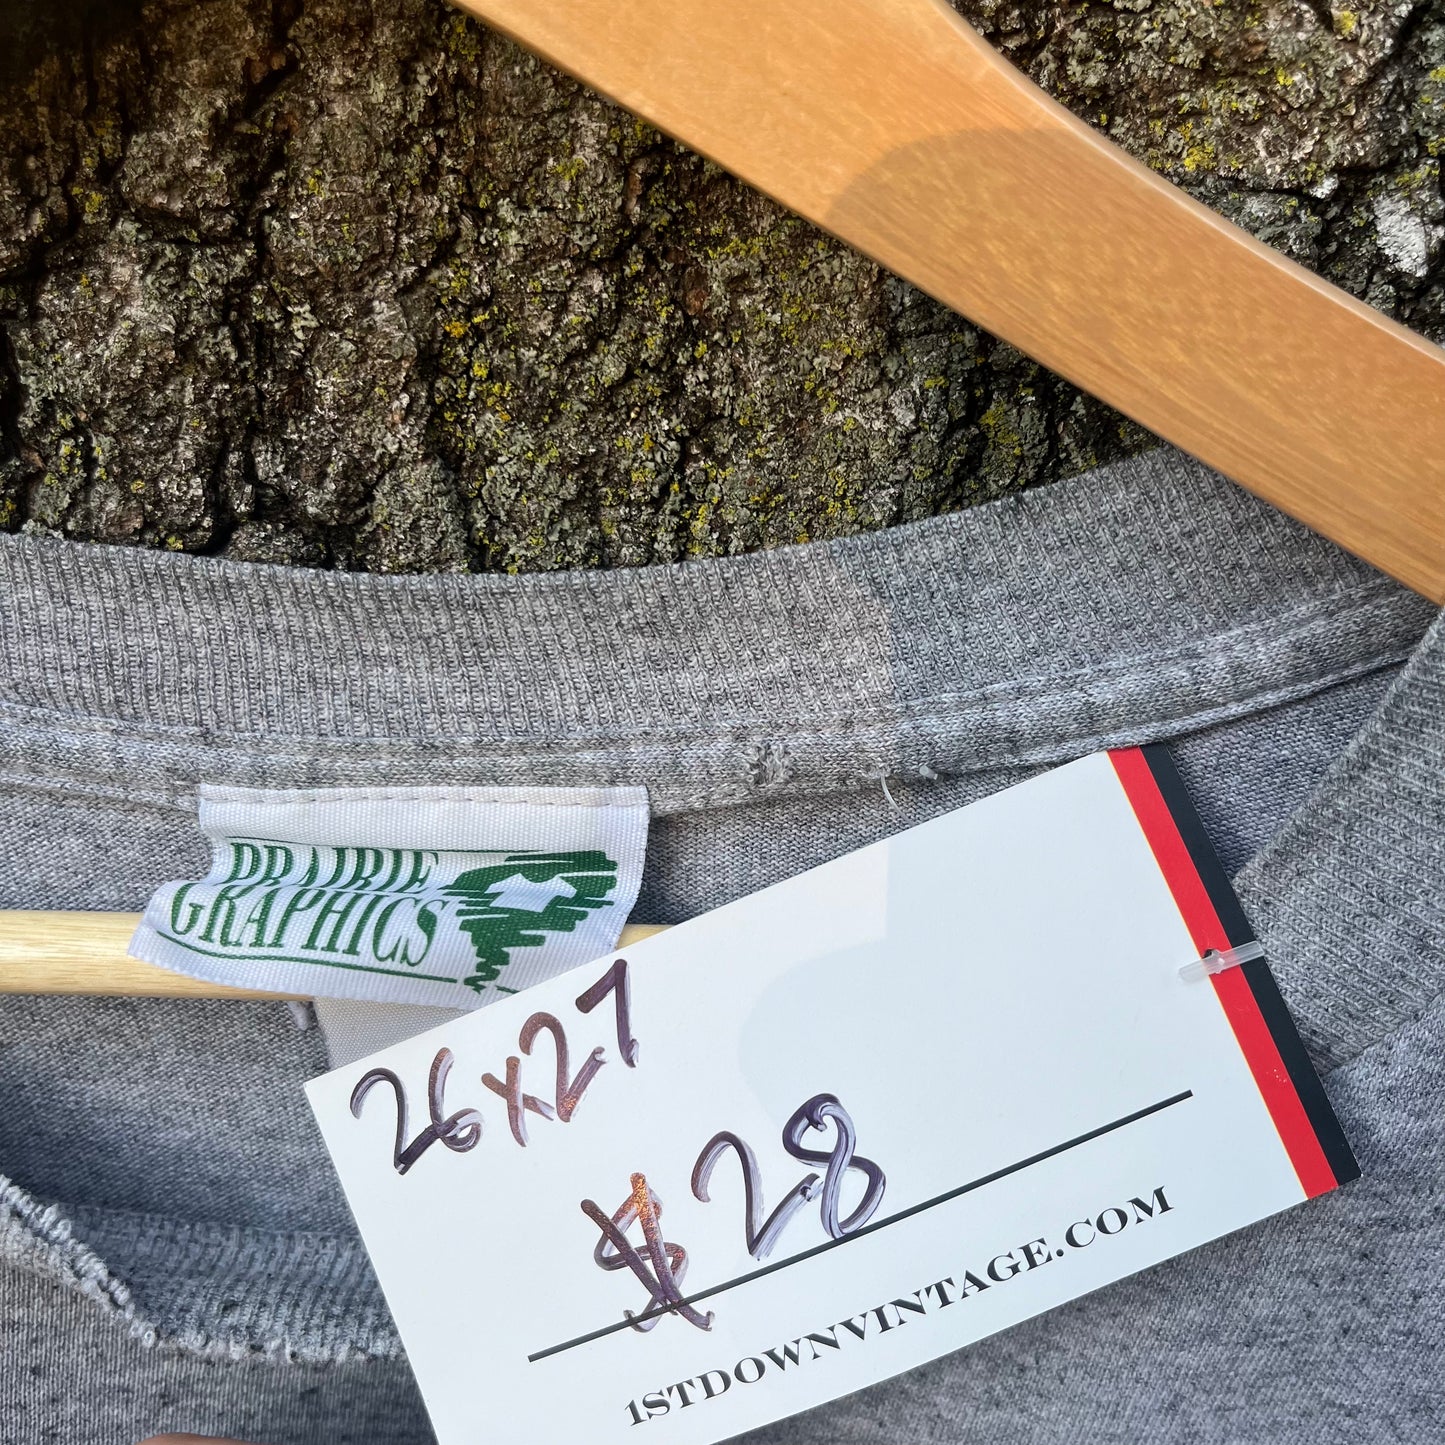 PRAIRIE
GRAPHICS
26x27
$28
1STDOWNVINTAGE.COM